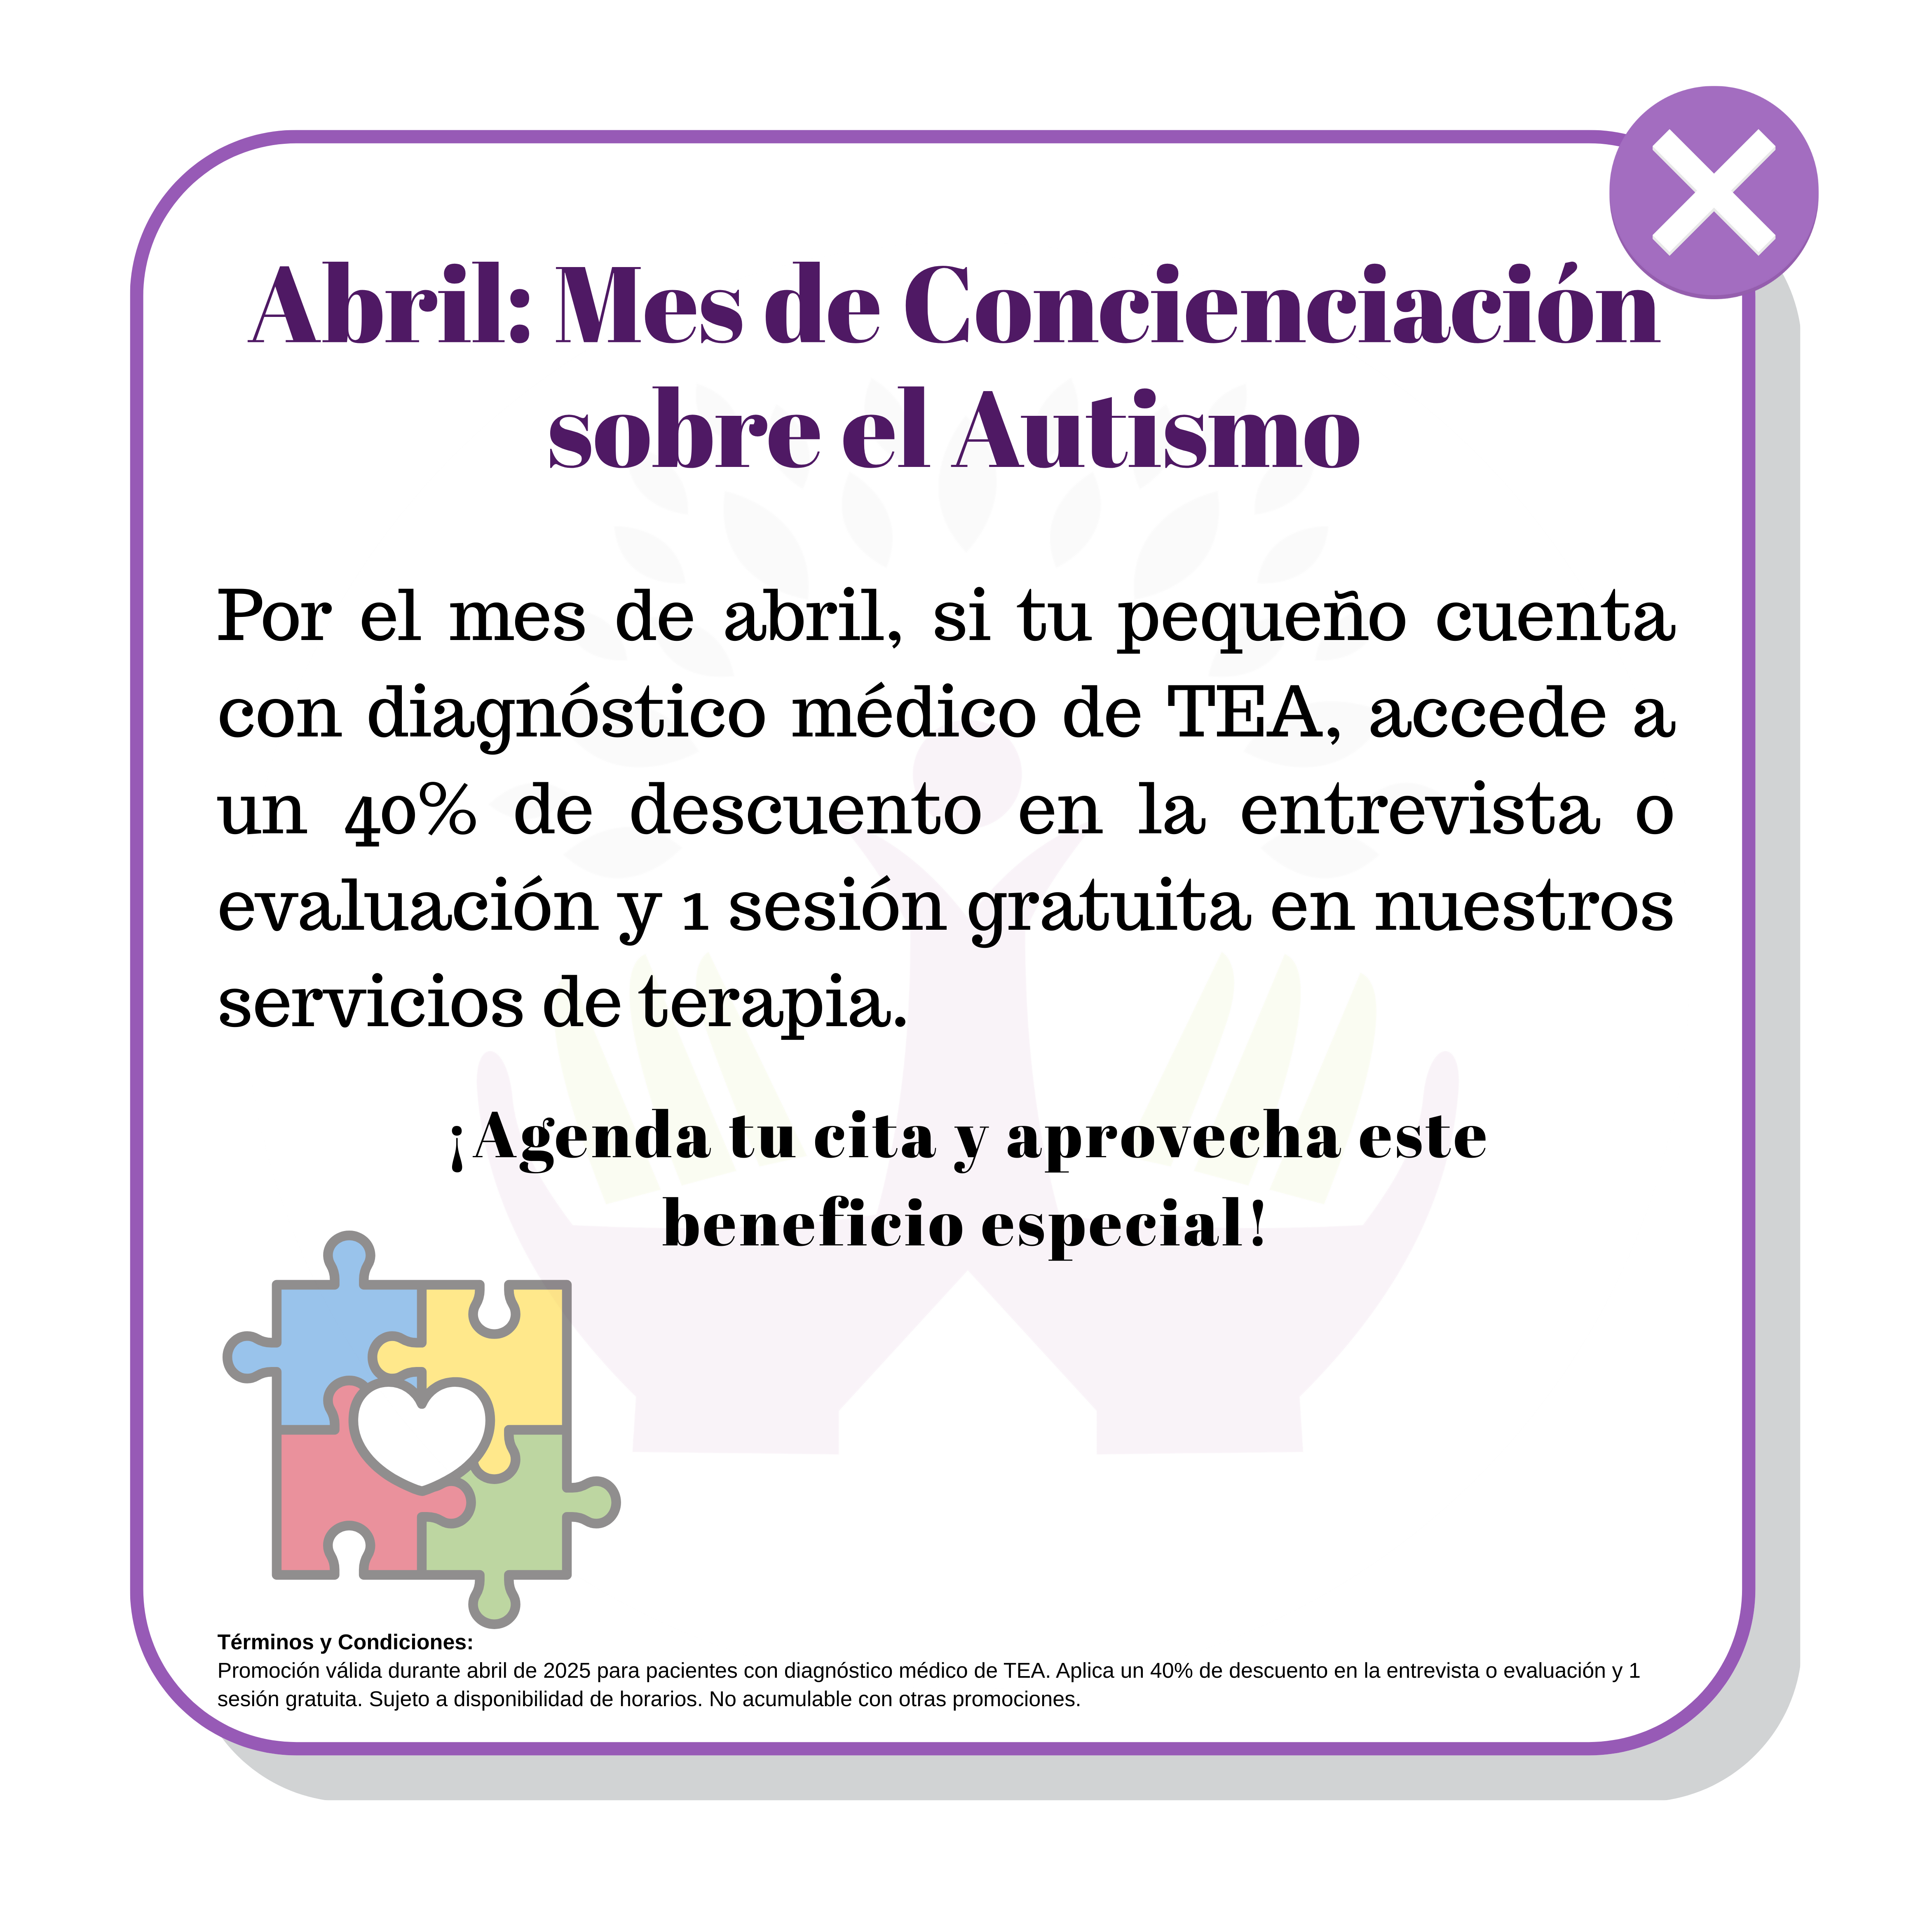 Abril: Mes de Concienciación
sobre el Autismo
Por el mes de abril, si tu pequeño cuenta
con diagnóstico médico de TEA, accede a
un 40% de descuento en la entrevista o
evaluación y 1 sesión gratuita en nuestros
servicios de terapia.
¡Agenda tu cita y aprovecha este
beneficio especial!
Términos y Condiciones:
Promoción válida durante abril de 2025 para pacientes con diagnóstico médico de TEA. Aplica un 40% de descuento en la entrevista o evaluación y 1
sesión gratuita. Sujeto a disponibilidad de horarios. No acumulable con otras promociones.